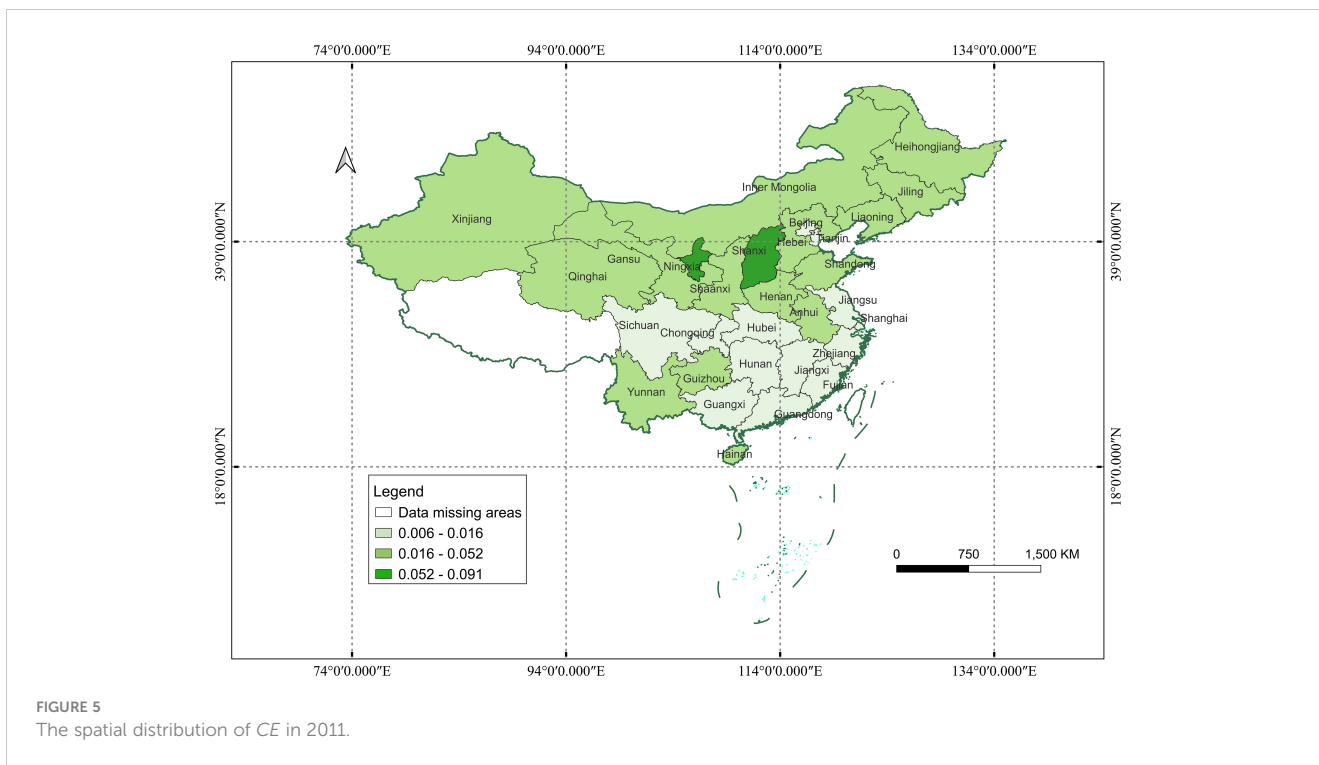 74°0'0.000"E 94°0'0.000"E 114°0'0.000"E 134°0'0.000"E
39°0'0.000"N
18°0'0.000"N
39°0'0.000"N
18°0'0.000"N
Heihongjiang
Inner Mongolia
Jiling
Xinjiang
Liaoning
Beijing
Tianjin
Hebei
Shanxi
Gansu
Ningxia
Shandong
Qinghai
Shaanxi
Henan
Jiangsu
Anhui
Shanghai
Sichuan
Chongqing
Hubei
Zhejiang
Hunan
Jiangxi
Guizhou
Fujian
Yunnan
Guangxi
Guangdong
Hainan
Legend
Data missing areas
0.006 - 0.016
0.016 - 0.052
0.052 - 0.091
0 750 1,500 KM
74°0'0.000"E 94°0'0.000"E 114°0'0.000"E 134°0'0.000"E
FIGURE 5
The spatial distribution of CE in 2011.